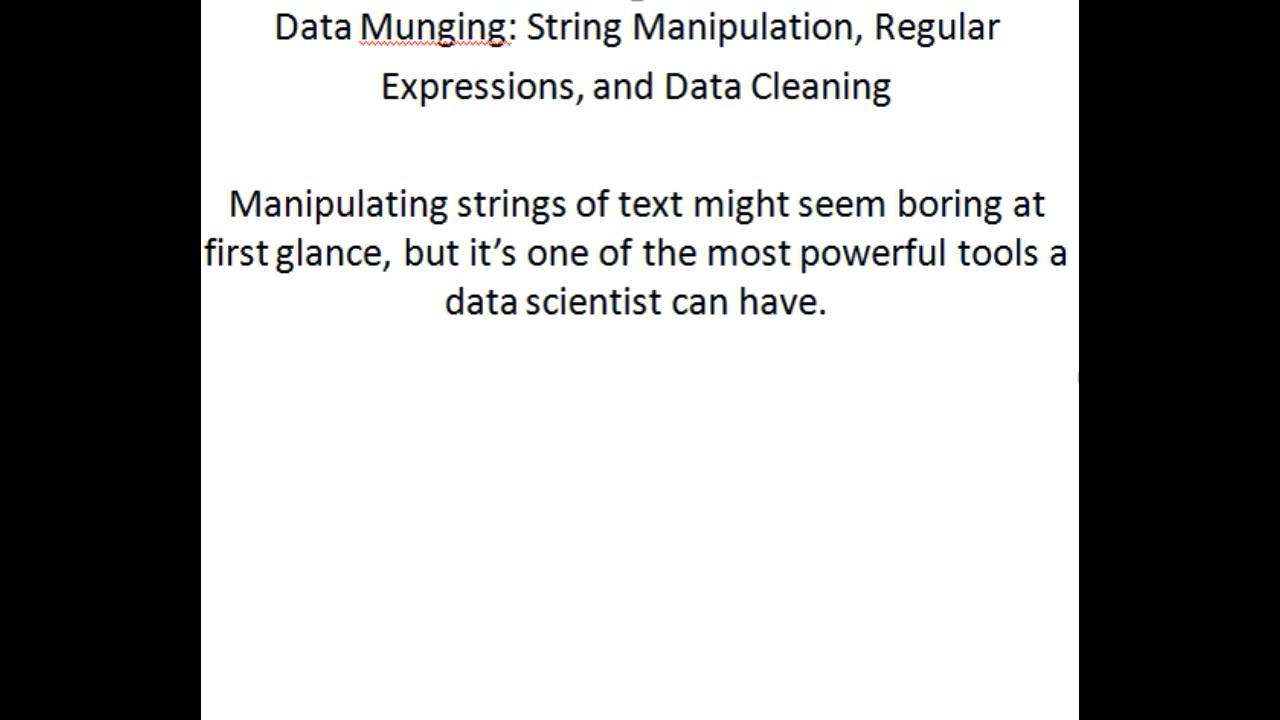 Data Munging: String Manipulation, Regular
Expressions, and Data Cleaning
Manipulating strings of text might seem boring at
first glance, but it’s one of the most powerful tools a
data scientist can have.